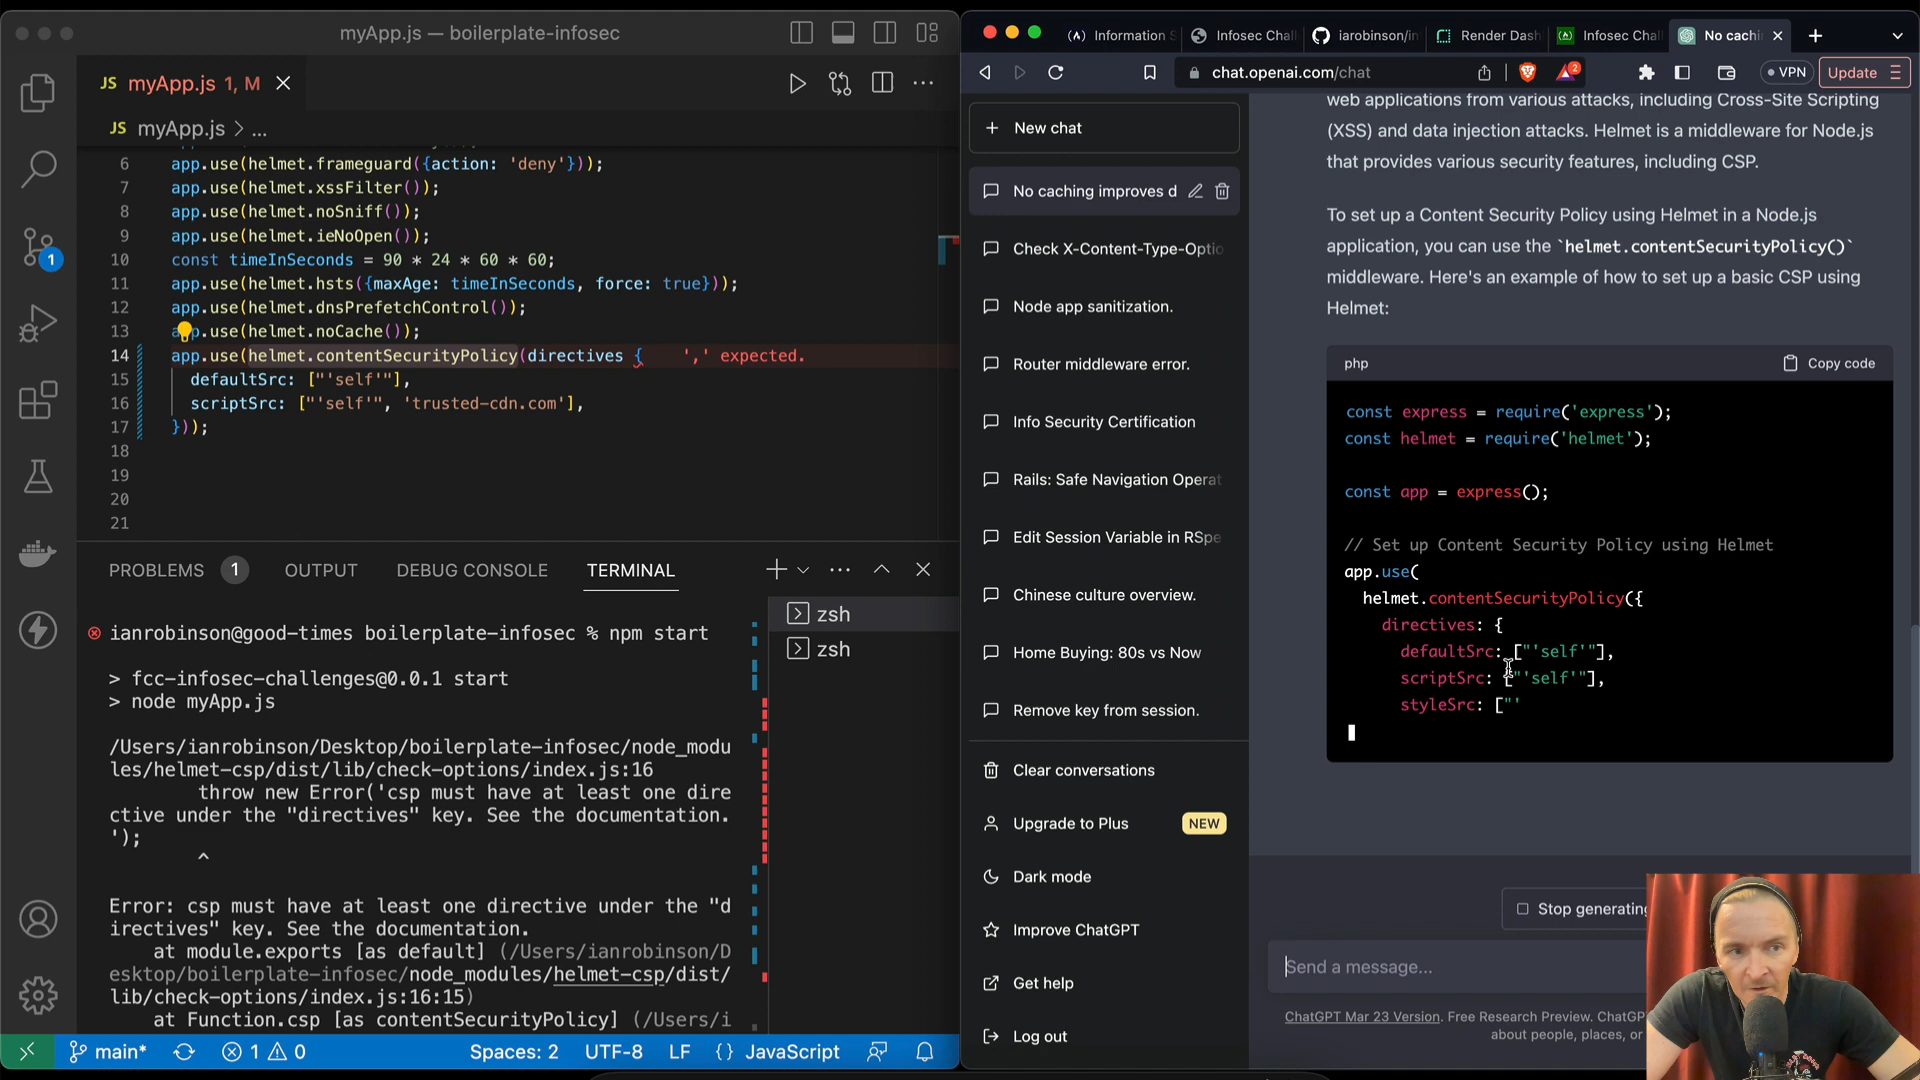 myApp.js — boilerplate-infosec
JS myApp.js 1, M
JS myApp.js > ...
6 app.use(helmet.frameguard({action: 'deny'}));
7 app.use(helmet.xssFilter());
8 app.use(helmet.noSniff());
9 app.use(helmet.ieNoOpen());
10 const timeInSeconds = 90 * 24 * 60 * 60;
11 app.use(helmet.hsts({maxAge: timeInSeconds, force: true}));
12 app.use(helmet.dnsPrefetchControl());
13 app.use(helmet.noCache());
14 app.use(helmet.contentSecurityPolicy(directives { ',' expected.
15 defaultSrc: ["'self'"],
16 scriptSrc: ["'self'", 'trusted-cdn.com'],
17 }));
18
19
20
21
1
PROBLEMS 1 OUTPUT DEBUG CONSOLE TERMINAL
zsh
zsh
ianrobinson@good-times boilerplate-infosec % npm start
> fcc-infosec-challenges@0.0.1 start
> node myApp.js
/Users/ianrobinson/Desktop/boilerplate-infosec/node_modu
les/helmet-csp/dist/lib/check-options/index.js:16
throw new Error('csp must have at least one dire
ctive under the "directives" key. See the documentation.
');
^
Error: csp must have at least one directive under the "d
irectives" key. See the documentation.
at module.exports [as default] (/Users/ianrobinson/D
esktop/boilerplate-infosec/node_modules/helmet-csp/dist/
lib/check-options/index.js:16:15)
at Function.csp [as contentSecurityPolicy] (/Users/i
main* 1 0 Spaces: 2 UTF-8 LF {} JavaScript
(A) Information S
Infosec Chall
iarobinson/in
Render Dash
Infosec Chal
No cachi
chat.openai.com/chat
2
VPN
Update
New chat
No caching improves d
Check X-Content-Type-Optio
Node app sanitization.
Router middleware error.
Info Security Certification
Rails: Safe Navigation Operat
Edit Session Variable in RSpe
Chinese culture overview.
Home Buying: 80s vs Now
Remove key from session.
Clear conversations
Upgrade to Plus NEW
Dark mode
Improve ChatGPT
Get help
Log out
web applications from various attacks, including Cross-Site Scripting
(XSS) and data injection attacks. Helmet is a middleware for Node.js
that provides various security features, including CSP.
To set up a Content Security Policy using Helmet in a Node.js
application, you can use the `helmet.contentSecurityPolicy()`
middleware. Here's an example of how to set up a basic CSP using
Helmet:
php Copy code
const express = require('express');
const helmet = require('helmet');
const app = express();
// Set up Content Security Policy using Helmet
app.use(
helmet.contentSecurityPolicy({
directives: {
defaultSrc: ["'self'"],
scriptSrc: ["'self'"],
styleSrc: ["'
Stop generating
Send a message...
ChatGPT Mar 23 Version. Free Research Preview. ChatG
about people, places, or